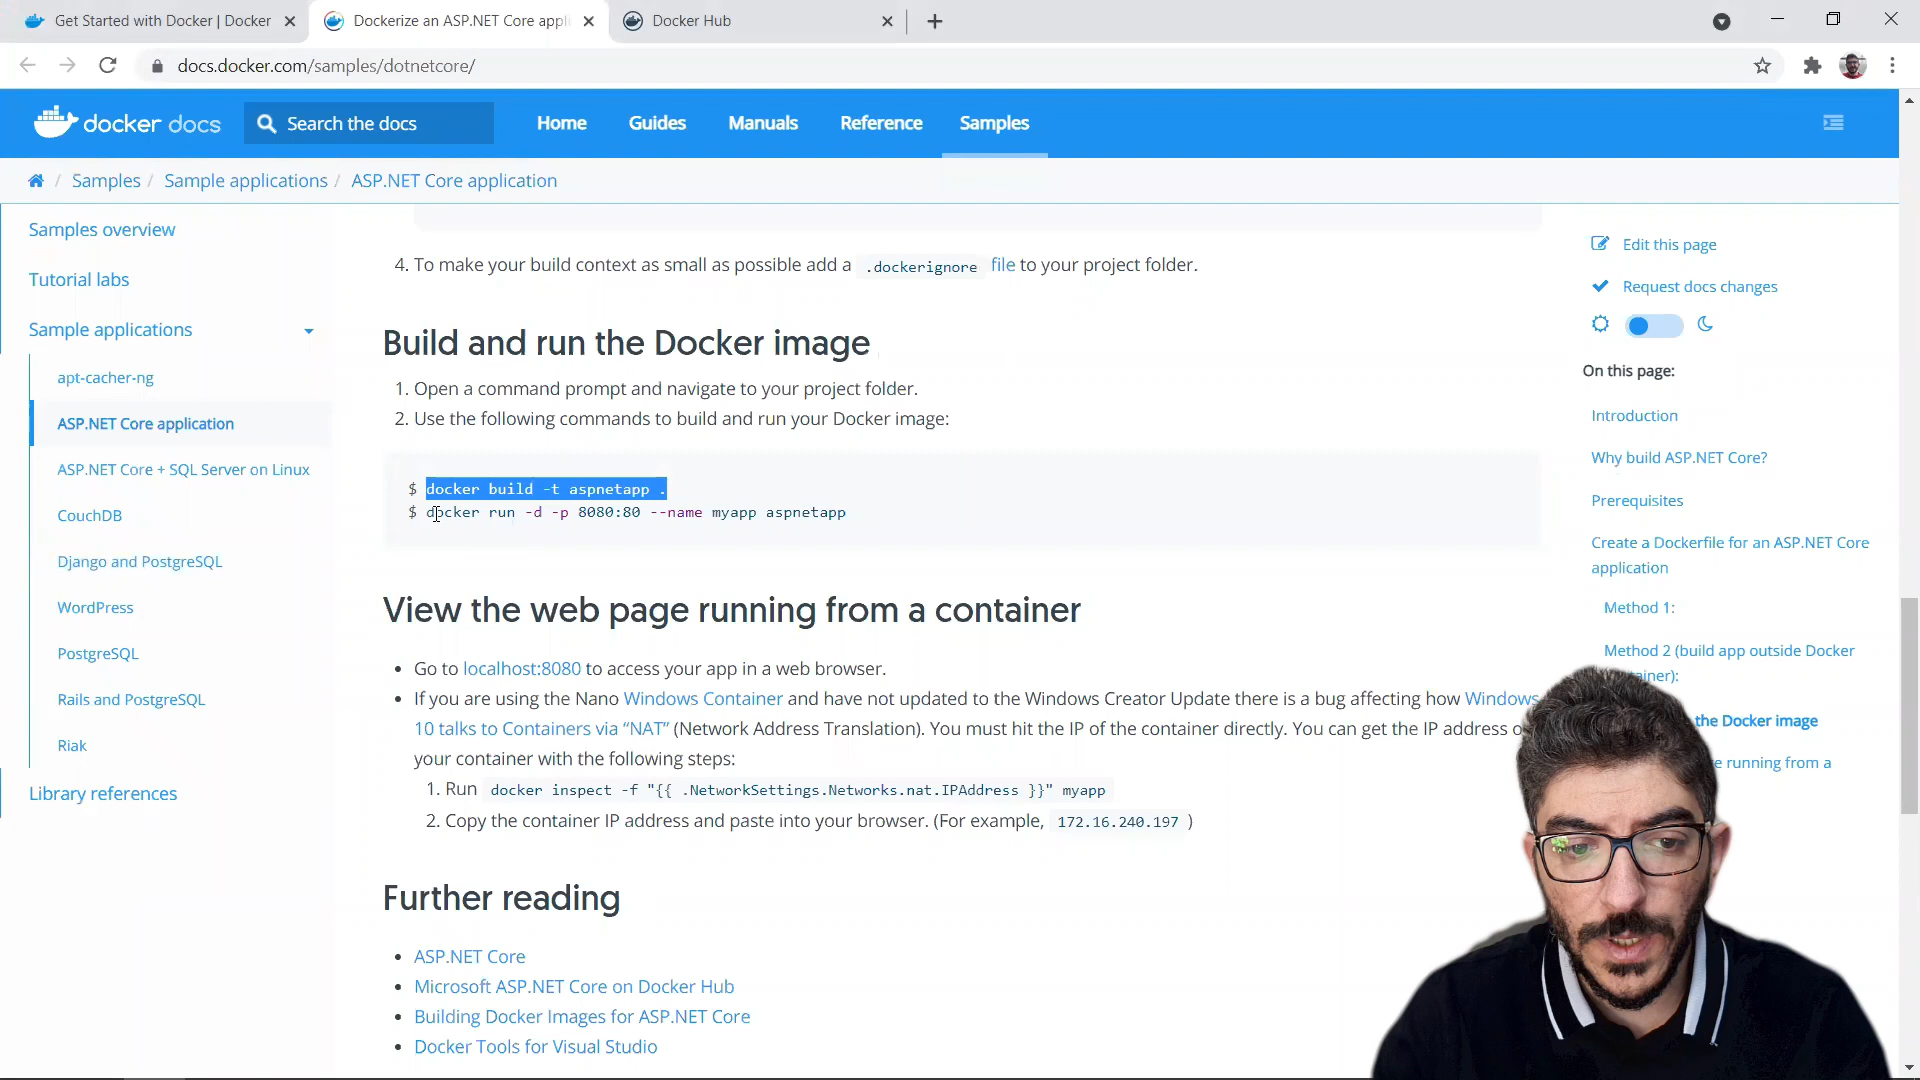 Get Started with Docker | Docker
Dockerize an ASP.NET Core appl
Docker Hub
docs.docker.com/samples/dotnetcore/
docker docs
Search the docs
Home
Guides
Manuals
Reference
Samples
Samples / Sample applications / ASP.NET Core application
Samples overview
Tutorial labs
Sample applications
apt-cacher-ng
ASP.NET Core application
ASP.NET Core + SQL Server on Linux
CouchDB
Django and PostgreSQL
WordPress
PostgreSQL
Rails and PostgreSQL
Riak
Library references
4. To make your build context as small as possible add a .dockerignore file to your project folder.
Build and run the Docker image
1. Open a command prompt and navigate to your project folder.
2. Use the following commands to build and run your Docker image:
$ docker build -t aspnetapp .
$ docker run -d -p 8080:80 --name myapp aspnetapp
View the web page running from a container
• Go to localhost:8080 to access your app in a web browser.
• If you are using the Nano Windows Container and have not updated to the Windows Creator Update there is a bug affecting how Windows
10 talks to Containers via “NAT” (Network Address Translation). You must hit the IP of the container directly. You can get the IP address o
your container with the following steps:
1. Run docker inspect -f "{{ .NetworkSettings.Networks.nat.IPAddress }}" myapp
2. Copy the container IP address and paste into your browser. (For example, 172.16.240.197 )
Further reading
• ASP.NET Core
• Microsoft ASP.NET Core on Docker Hub
• Building Docker Images for ASP.NET Core
• Docker Tools for Visual Studio
Edit this page
Request docs changes
On this page:
Introduction
Why build ASP.NET Core?
Prerequisites
Create a Dockerfile for an ASP.NET Core
application
Method 1:
Method 2 (build app outside Docker
ainer):
the Docker image
re running from a